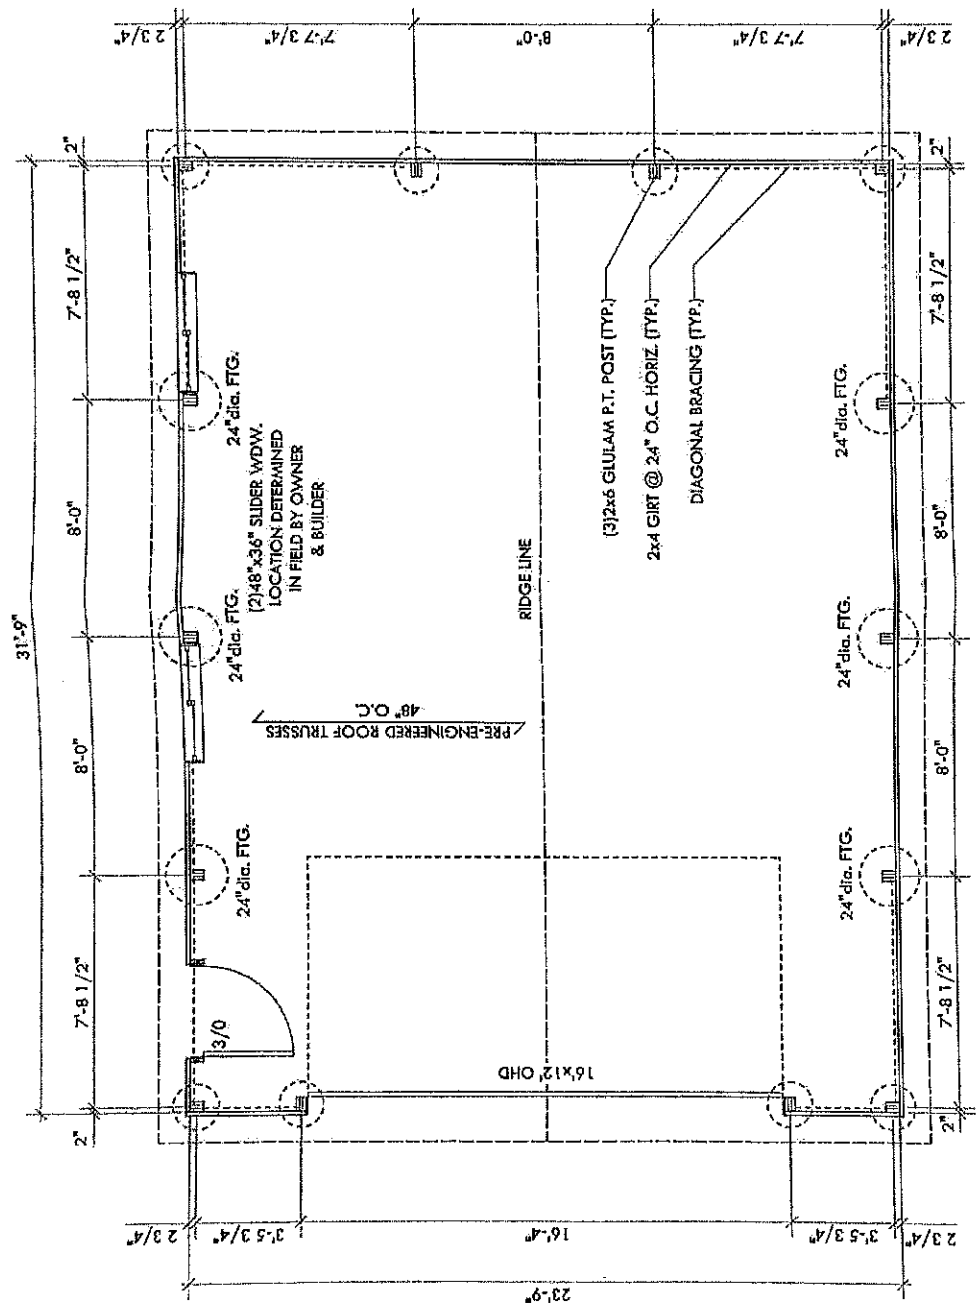 31'-9"
2"
7'-8 1/2"
8'-0"
8'-0"
7'-8 1/2"
2"
2 3/4"
7'-7 3/4"
8'-0"
7'-7 3/4"
2 3/4"
24"dia. FTG.
24"dia. FTG.
24"dia. FTG.
(2)48"x36" SLIDER WDW.
LOCATION DETERMINED
IN FIELD BY OWNER
& BUILDER
3/0
PRE-ENGINEERED ROOF TRUSSES
48" O.C.
RIDGE LINE
(3)2x6 GLULAM P.T. POST (TYP.)
2x4 GIRT @ 24" O.C. HORIZ. (TYP.)
DIAGONAL BRACING (TYP.)
16'x12' OHD
24"dia. FTG.
24"dia. FTG.
24"dia. FTG.
2"
7'-8 1/2"
8'-0"
8'-0"
2"
2 3/4"
3'-5 3/4"
16'-4"
3'-5 3/4"
2 3/4"
23'-9"